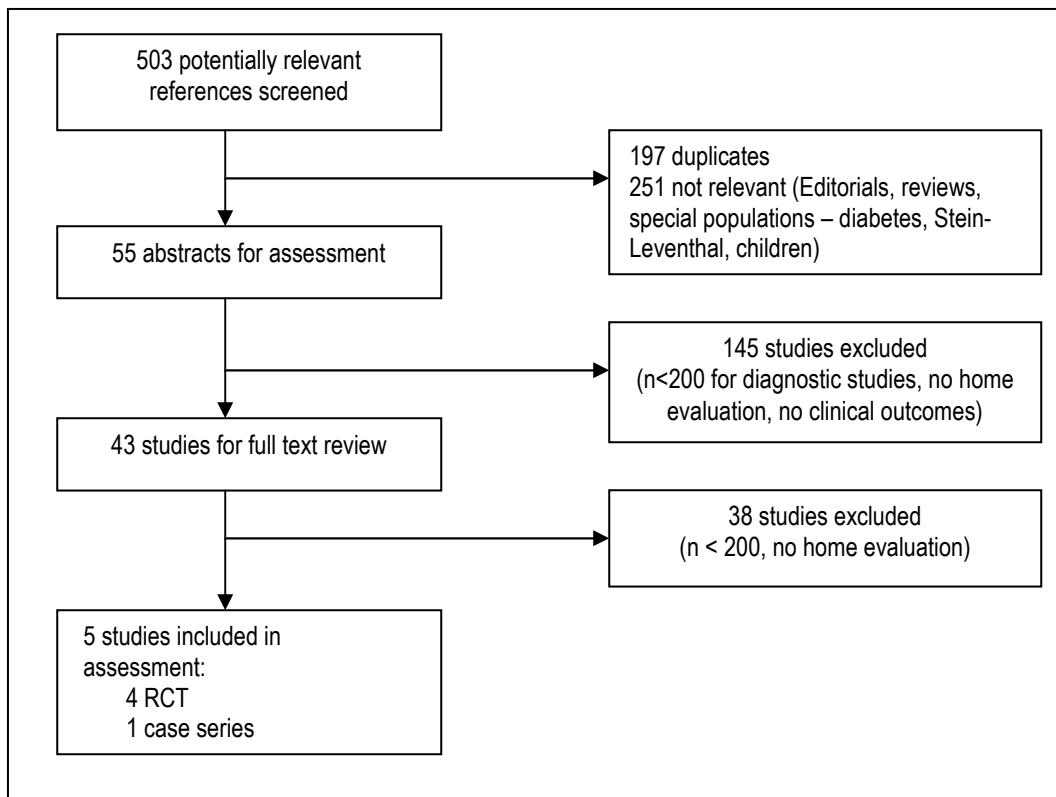 503 potentially relevant
references screened
197 duplicates
251 not relevant (Editorials, reviews,
special populations – diabetes, Stein-
Leventhal, children)
55 abstracts for assessment
145 studies excluded
(n<200 for diagnostic studies, no home
evaluation, no clinical outcomes)
43 studies for full text review
38 studies excluded
(n < 200, no home evaluation)
5 studies included in
assessment:
4 RCT
1 case series